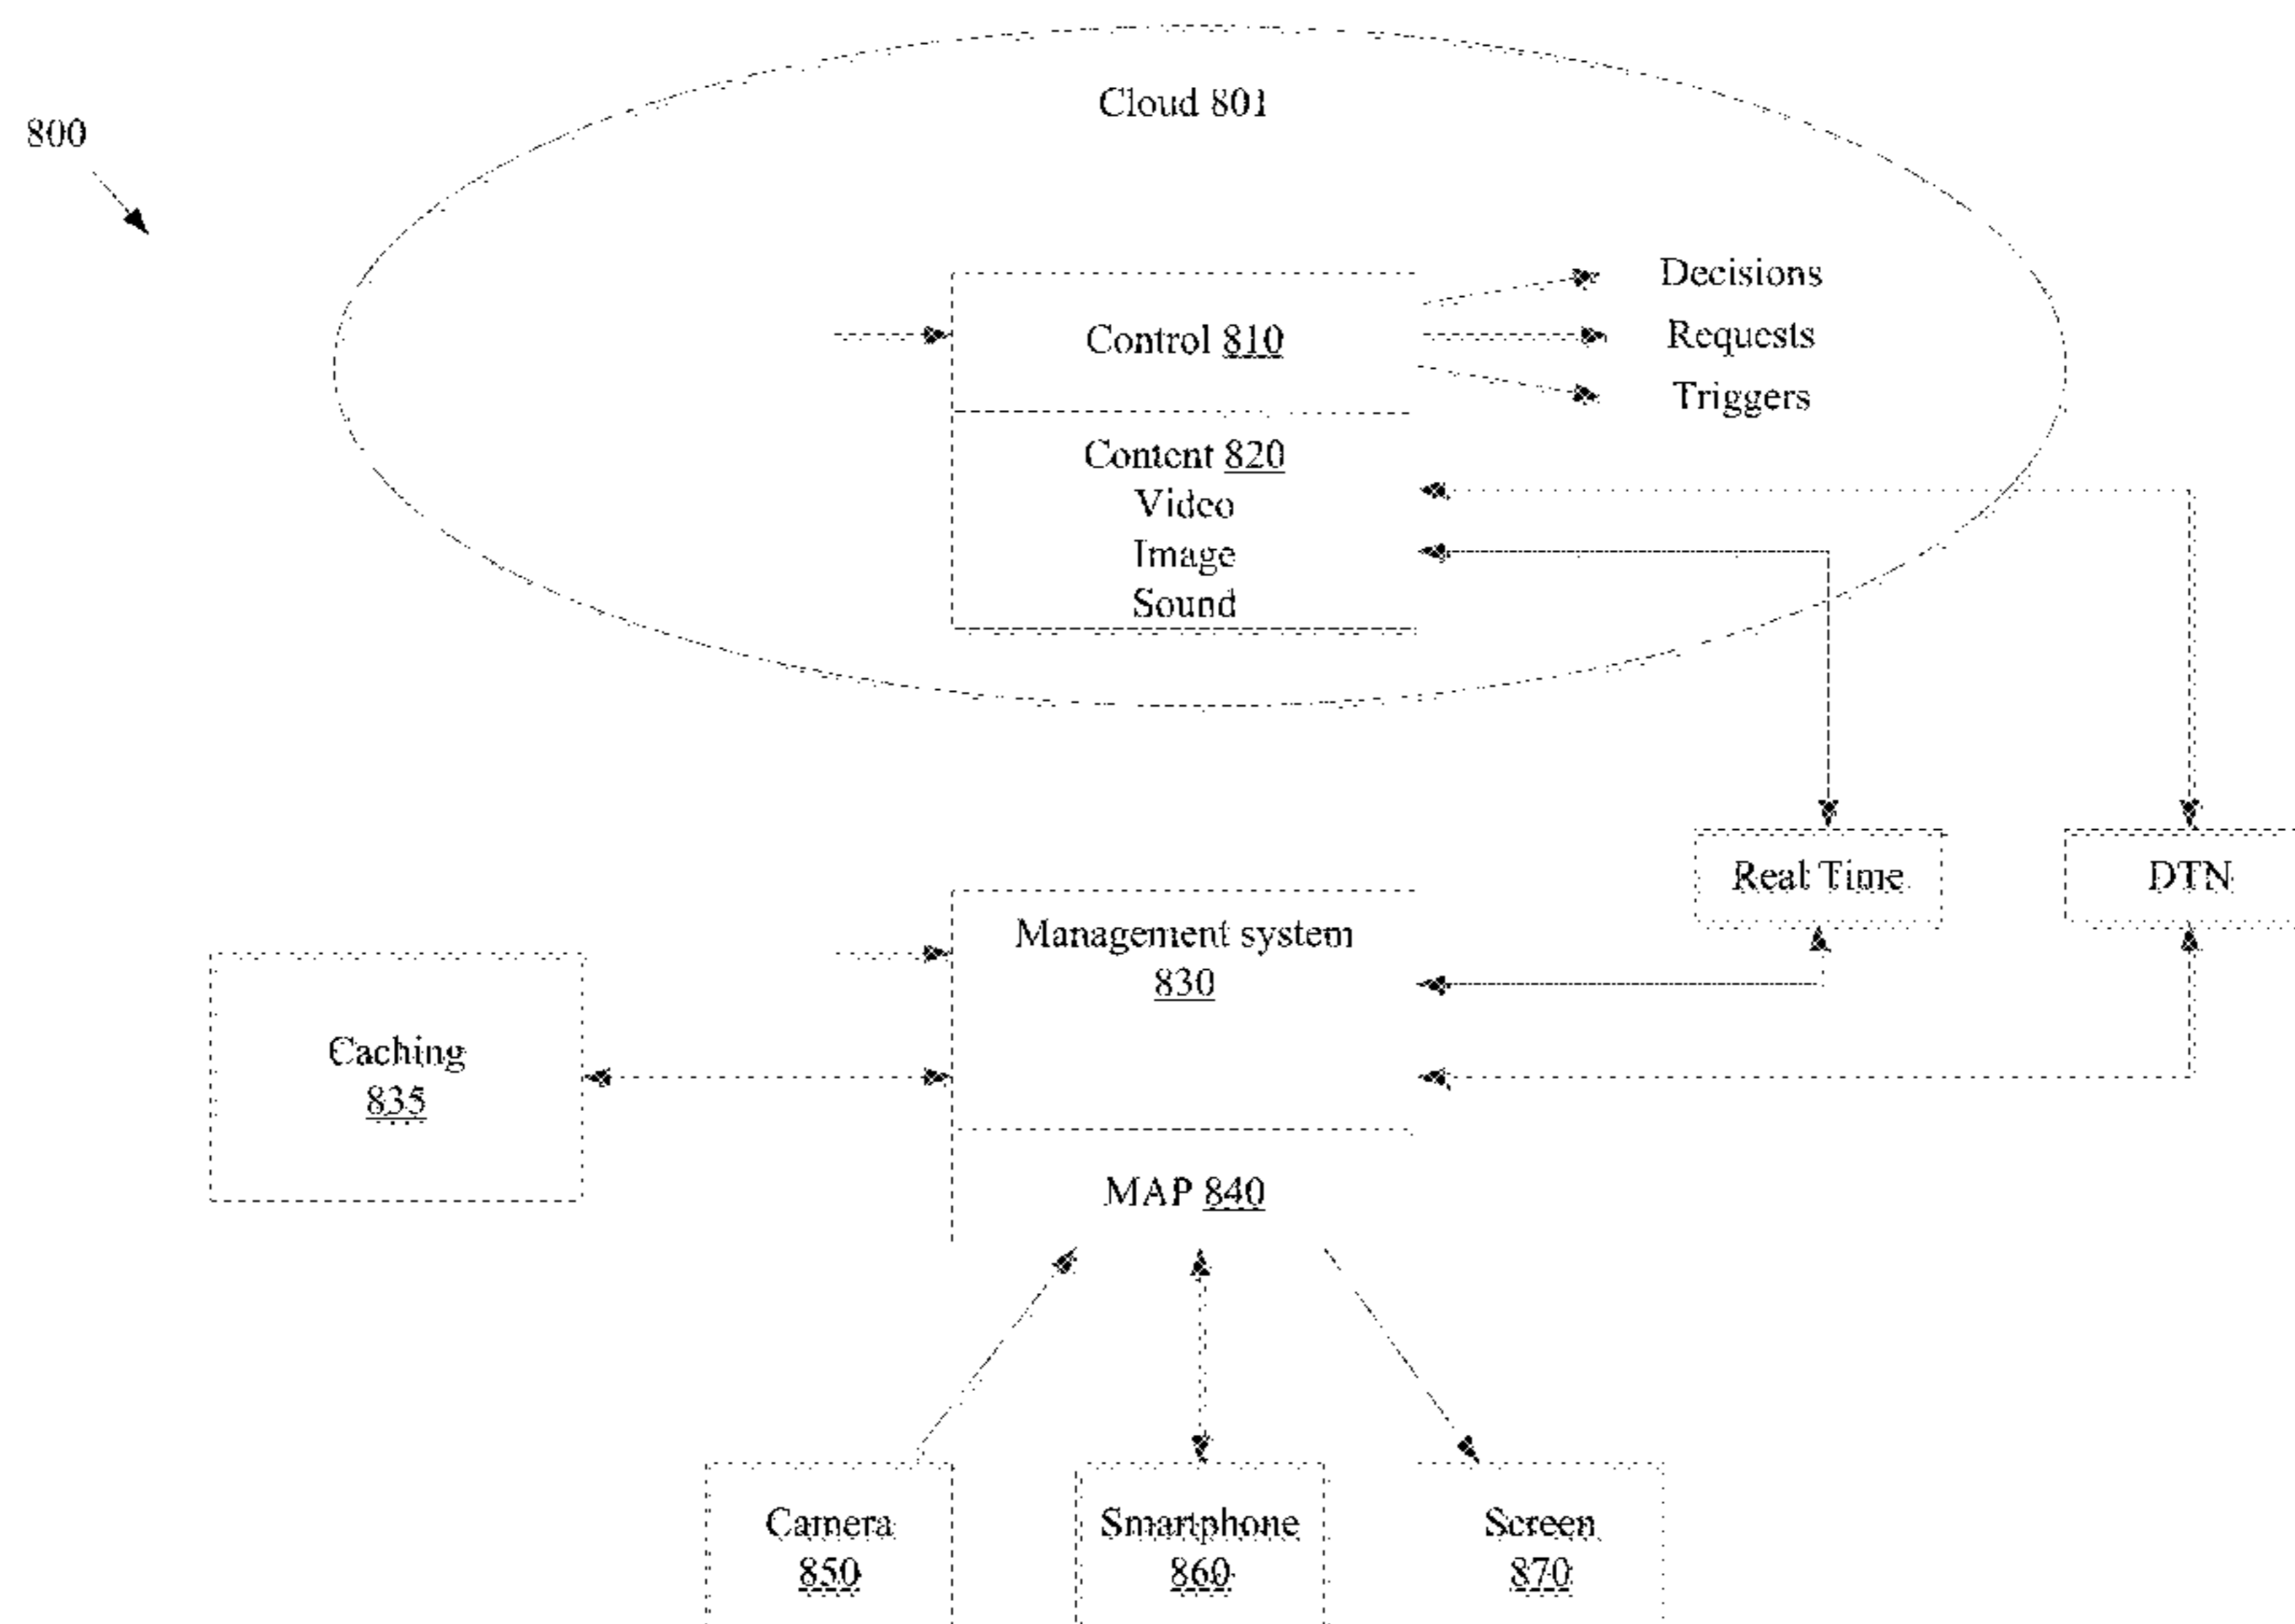 Cloud 801
800
Decisions
Control 810
Requests
Triggers
Content 820
Video
Image
Sound
Real Time
DTN
Management system
830
Caching
835
MAP 840
Camera
850
Smartphone
860
Screen
870